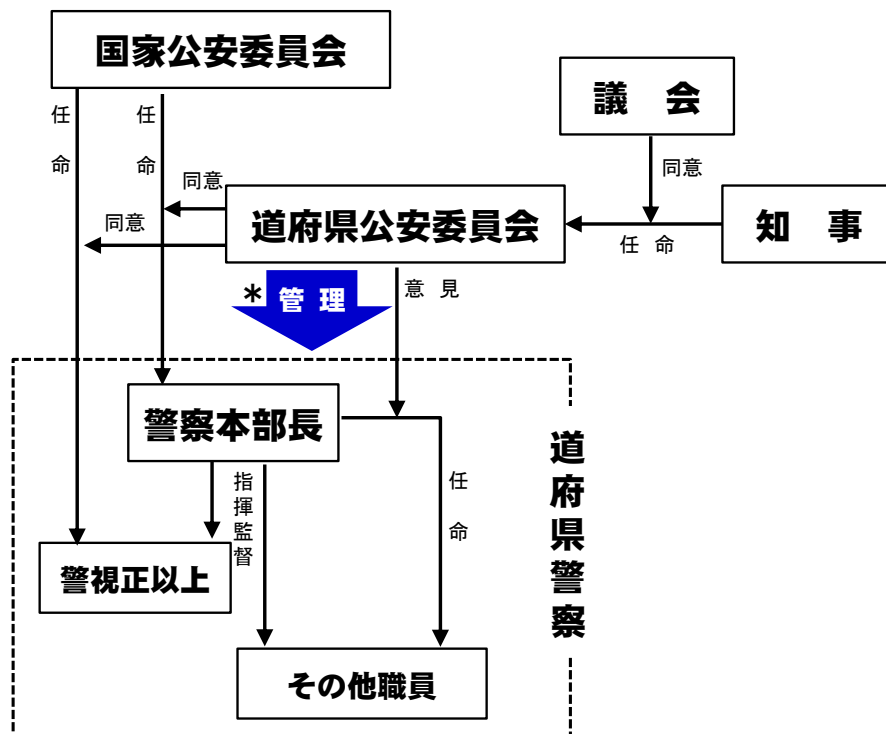 国家公安委員会
議　会
任命
任命
同意
同意
同意
道府県公安委員会
知　事
任 命
* 管 理
意 見
警察本部長
道府県警察
指揮監督
任命
警視正以上
その他職員